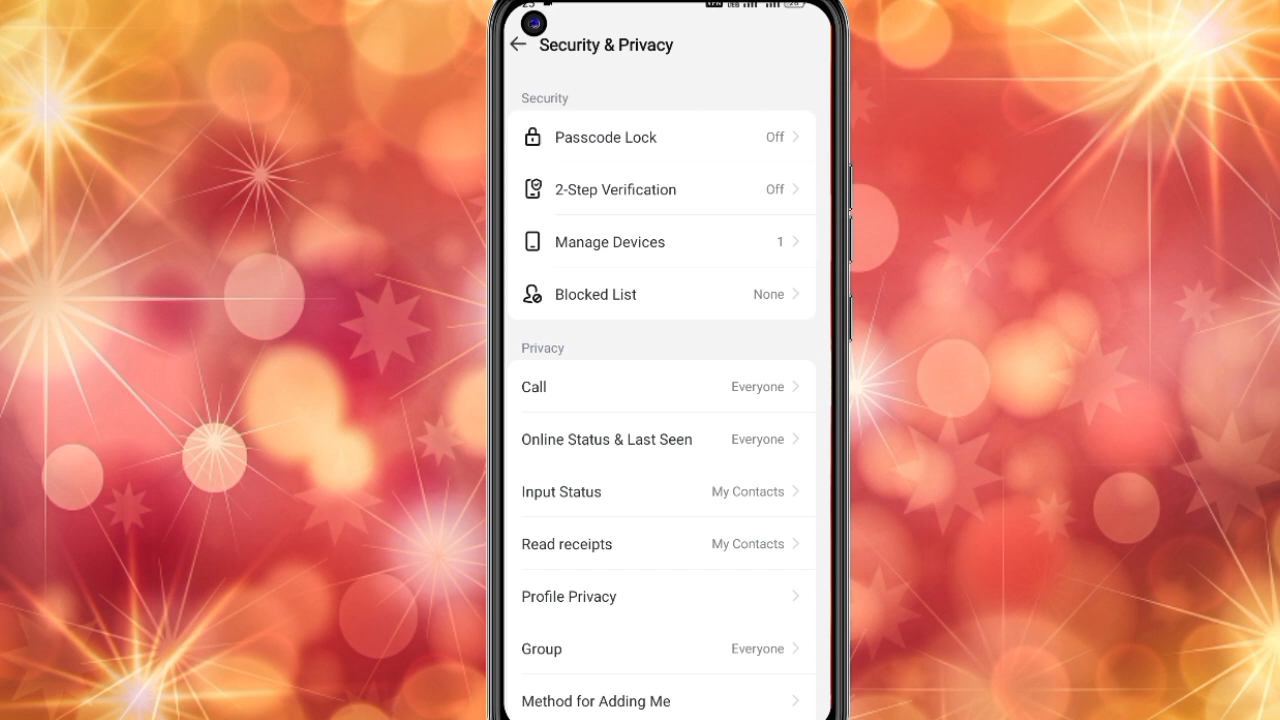 Security & Privacy
Security
Passcode Lock Off
2-Step Verification Off
Manage Devices 1
Blocked List None
Privacy
Call Everyone
Online Status & Last Seen Everyone
Input Status My Contacts
Read receipts My Contacts
Profile Privacy
Group Everyone
Method for Adding Me